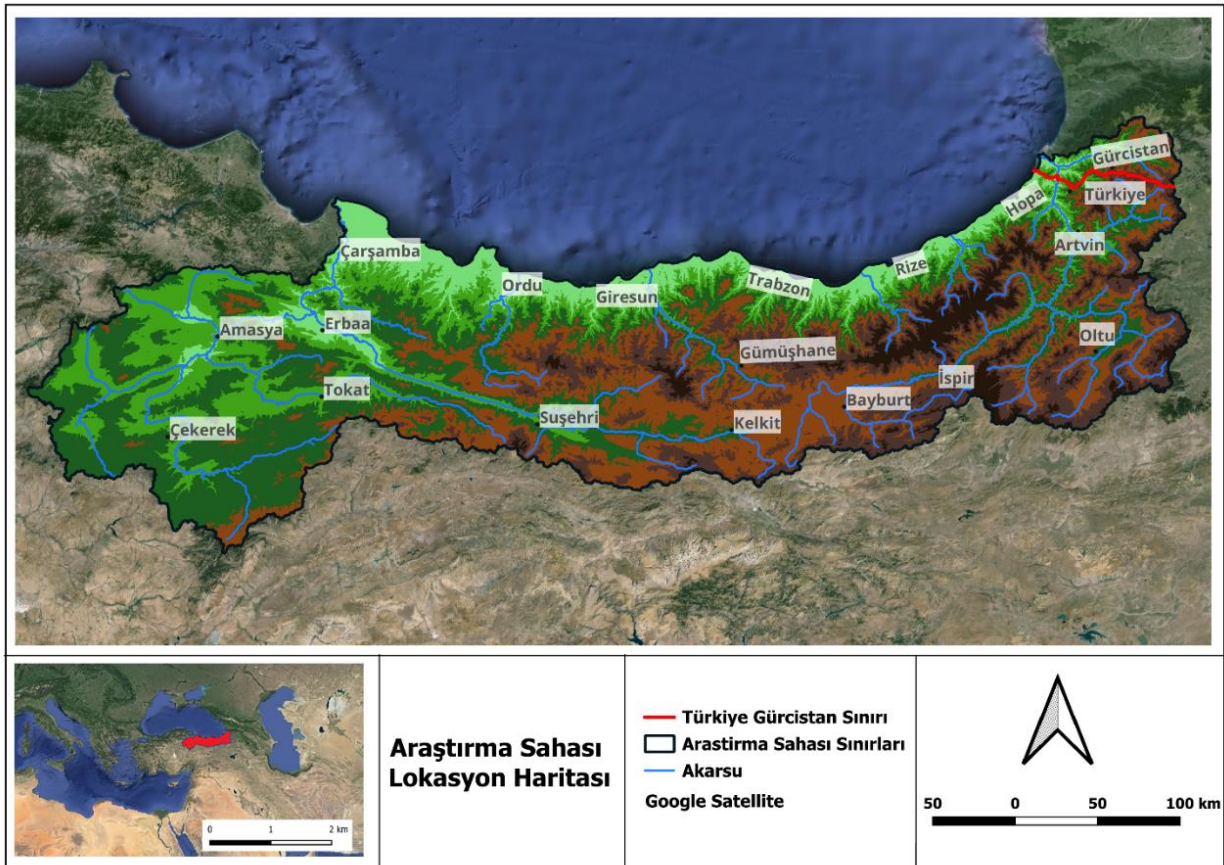 Gürcistan
Türkiye
Hopa
Artvin
Çarşamba
Ordu
Giresun
Trabzon
Rize
Amasya
Erbaa
Gümüşhane
Oltu
İspir
Tokat
Bayburt
Suşehri
Kelkit
Çekerek
0 1 2 km
Araştırma Sahası
Lokasyon Haritası
Türkiye Gürcistan Sınırı
Arastirma Sahası Sınırları
Akarsu
Google Satellite
50 0 50 100 km